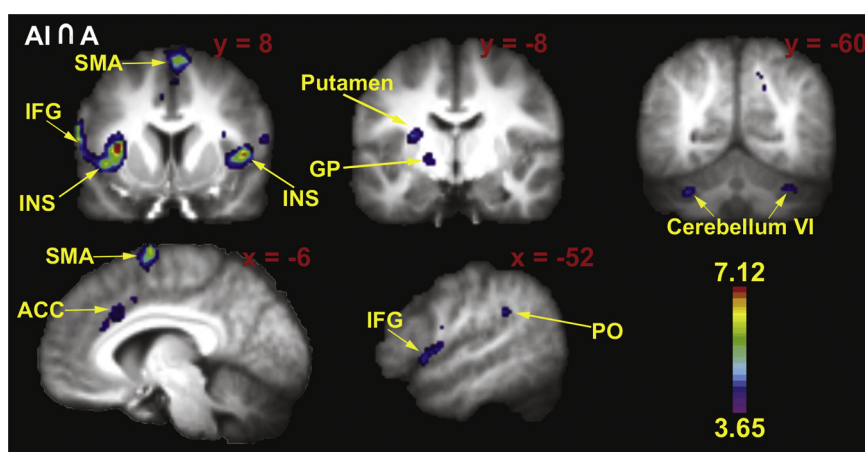 AI ∩ A
y = 8
y = -8
y = -60
SMA
Putamen
IFG
GP
INS
INS
Cerebellum VI
SMA
x = -6
x = -52
7.12
ACC
IFG
PO
3.65